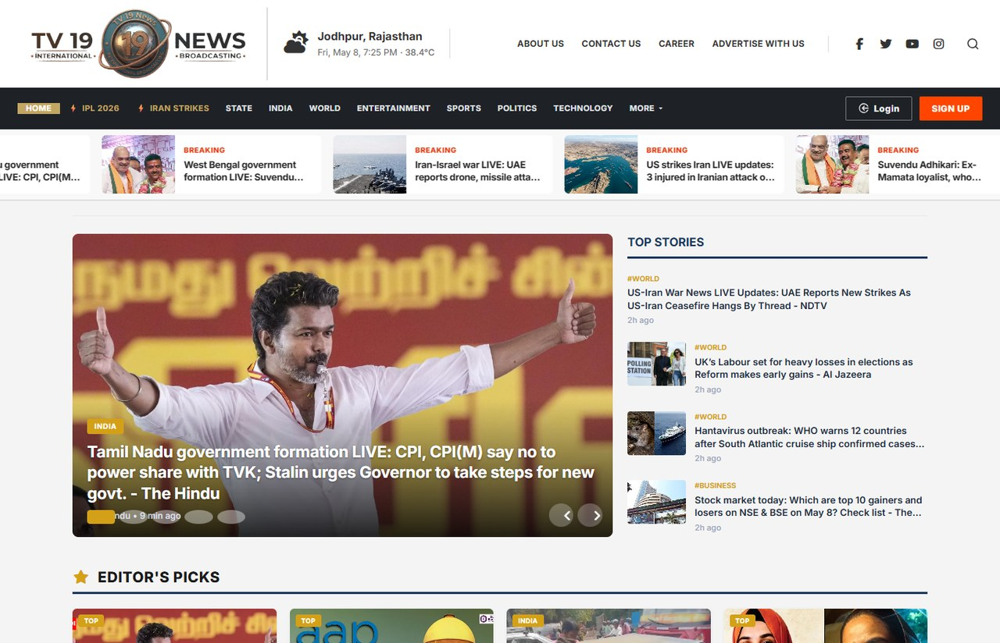 TV 19 NEWS
INTERNATIONAL
BROADCASTING
TV 19 News
19
Jodhpur, Rajasthan
Fri, May 8, 7:25 PM · 38.4°C
ABOUT US
CONTACT US
CAREER
ADVERTISE WITH US
HOME
IPL 2026
IRAN STRIKES
STATE
INDIA
WORLD
ENTERTAINMENT
SPORTS
POLITICS
TECHNOLOGY
MORE
Login
SIGN UP
government
LIVE: CPI, CPI(M...
BREAKING
West Bengal government
formation LIVE: Suvendu...
BREAKING
Iran-Israel war LIVE: UAE
reports drone, missile atta...
BREAKING
US strikes Iran LIVE updates:
3 injured in Iranian attack o...
BREAKING
Suvendu Adhikari: Ex-
Mamata loyalist, who...
நமது வெற்றிச் சின்
INDIA
Tamil Nadu government formation LIVE: CPI, CPI(M) say no to
power share with TVK; Stalin urges Governor to take steps for new
govt. - The Hindu
ndu • 9 min ago
TOP STORIES
#WORLD
US-Iran War News LIVE Updates: UAE Reports New Strikes As
US-Iran Ceasefire Hangs By Thread - NDTV
2h ago
POLLING
STATION
#WORLD
UK's Labour set for heavy losses in elections as
Reform makes early gains - Al Jazeera
2h ago
#WORLD
Hantavirus outbreak: WHO warns 12 countries
after South Atlantic cruise ship confirmed cases...
2h ago
#BUSINESS
Stock market today: Which are top 10 gainers and
losers on NSE & BSE on May 8? Check list - The...
2h ago
EDITOR'S PICKS
TOP
TOP
aap
INDIA
TOP